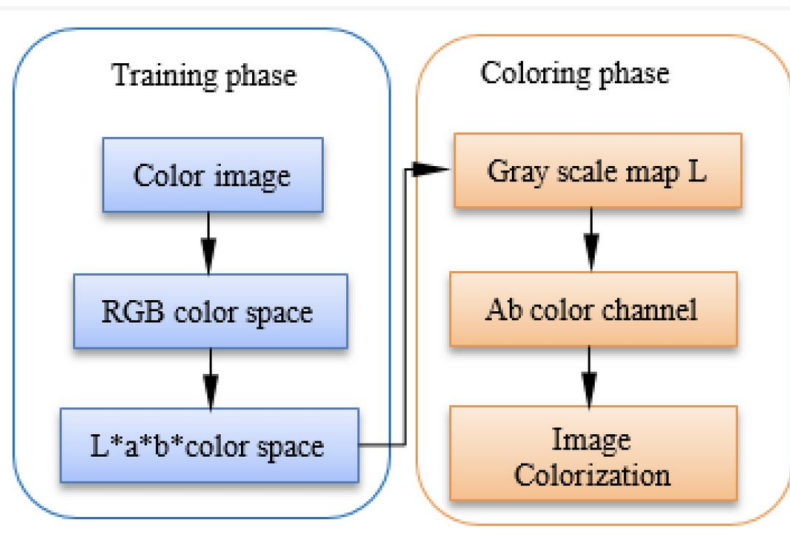 Training phase
Color image
RGB color space
L*a*b*color space
Coloring phase
Gray scale map L
Ab color channel
Image
Colorization